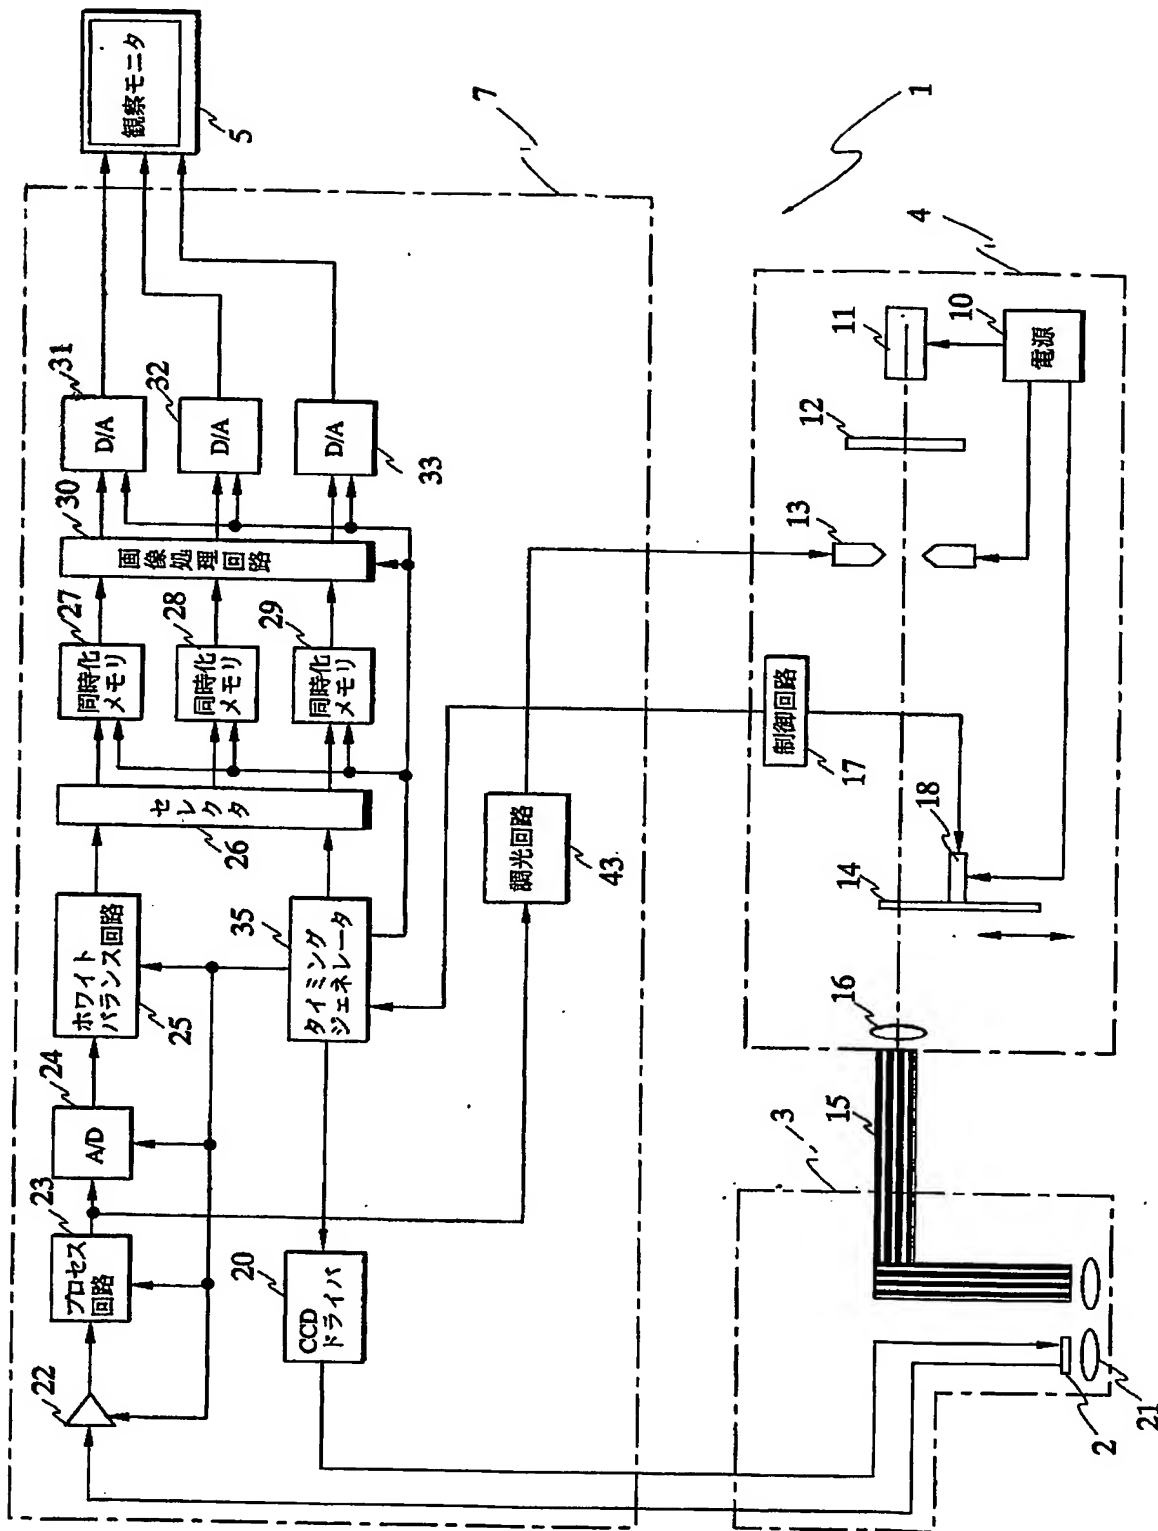 観察モニタ
5
7
1
31
D/A
32
D/A
D/A
33
30
画像処理回路
27
同時化
メモリ
28
同時化
メモリ
29
同時化
メモリ
セレクタ
26
ホワイト
バランス回路
25
24
A/D
23
プロセス
回路
22
35
タイミング
ジェネレータ
20
CCD
ドライバ
調光回路
43
4
11
10
電源
12
13
制御回路
17
18
14
16
15
3
2
21